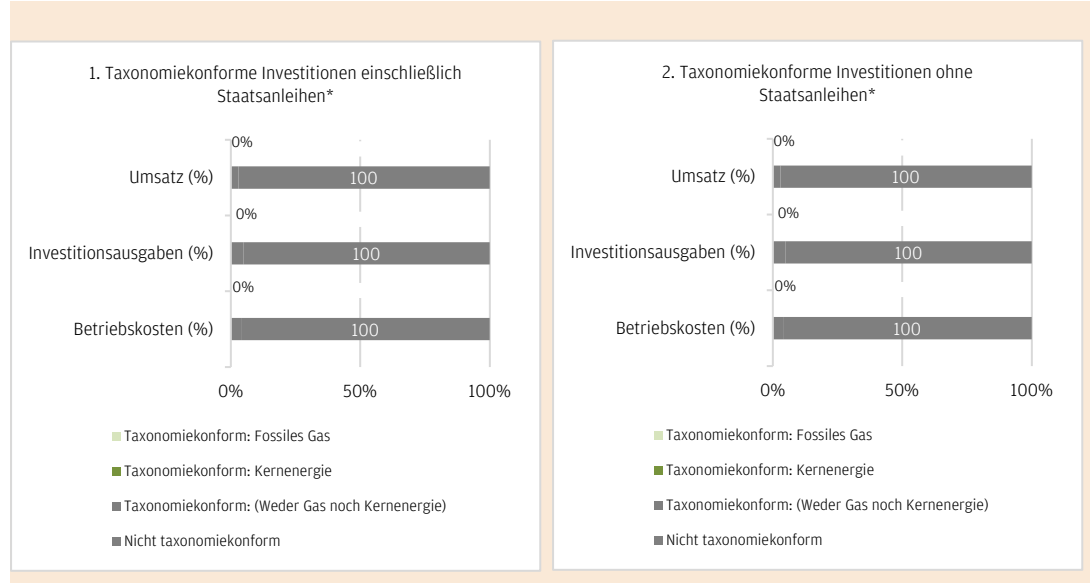 1. Taxonomiekonforme Investitionen einschließlich
Staatsanleihen*
0%
Umsatz (%)
100
0%
Investitionsausgaben (%)
100
0%
Betriebskosten (%)
100
0%
50%
100%
Taxonomiekonform: Fossiles Gas
Taxonomiekonform: Kernenergie
Taxonomiekonform: (Weder Gas noch Kernenergie)
Nicht taxonomiekonform
2. Taxonomiekonforme Investitionen ohne
Staatsanleihen*
0%
Umsatz (%)
100
0%
Investitionsausgaben (%)
100
0%
Betriebskosten (%)
100
0%
50%
100%
Taxonomiekonform: Fossiles Gas
Taxonomiekonform: Kernenergie
Taxonomiekonform: (Weder Gas noch Kernenergie)
Nicht taxonomiekonform